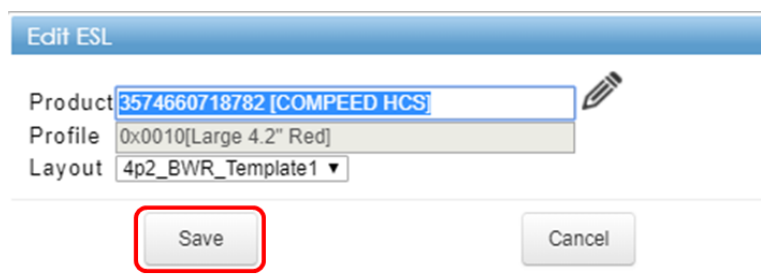 Edit ESL
Product 3574660718782 [COMPEED HCS]
Profile 0x0010[Large 4.2" Red]
Layout 4p2_BWR_Template1 ▼
Save Cancel